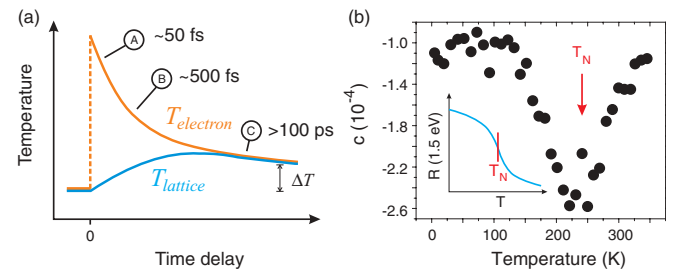 (a)
A ~50 fs
B ~500 fs
C >100 ps
T_electron
T_lattice
ΔT
Temperature
0
Time delay
(b)
-1.0
-1.4
-1.8
-2.2
-2.6
c (10⁻⁴)
T_N
R (1.5 eV)
T_N
T
0
100
200
300
Temperature (K)